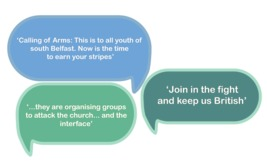 ‘Calling of Arms: This is to all youth of
south Belfast. Now is the time
to earn your stripes’
‘Join in the fight
and keep us British’
‘...they are organising groups
to attack the church... and the
interface’